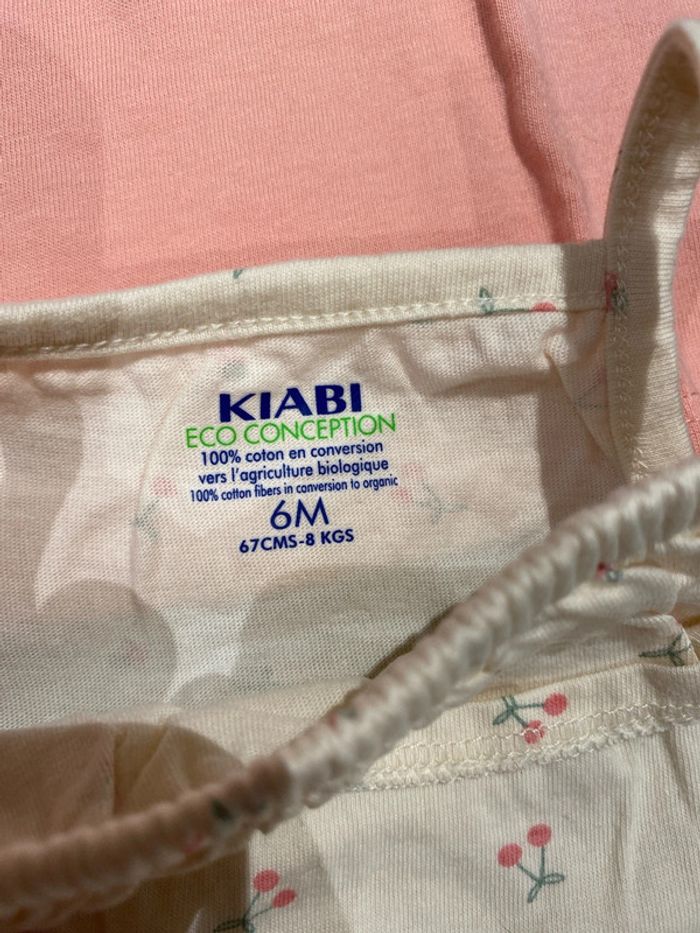 KIABI
ECO CONCEPTION
100% coton en conversion
vers l'agriculture biologique
100% cotton fibers in conversion to organic
6M
67CMS-8 KGS